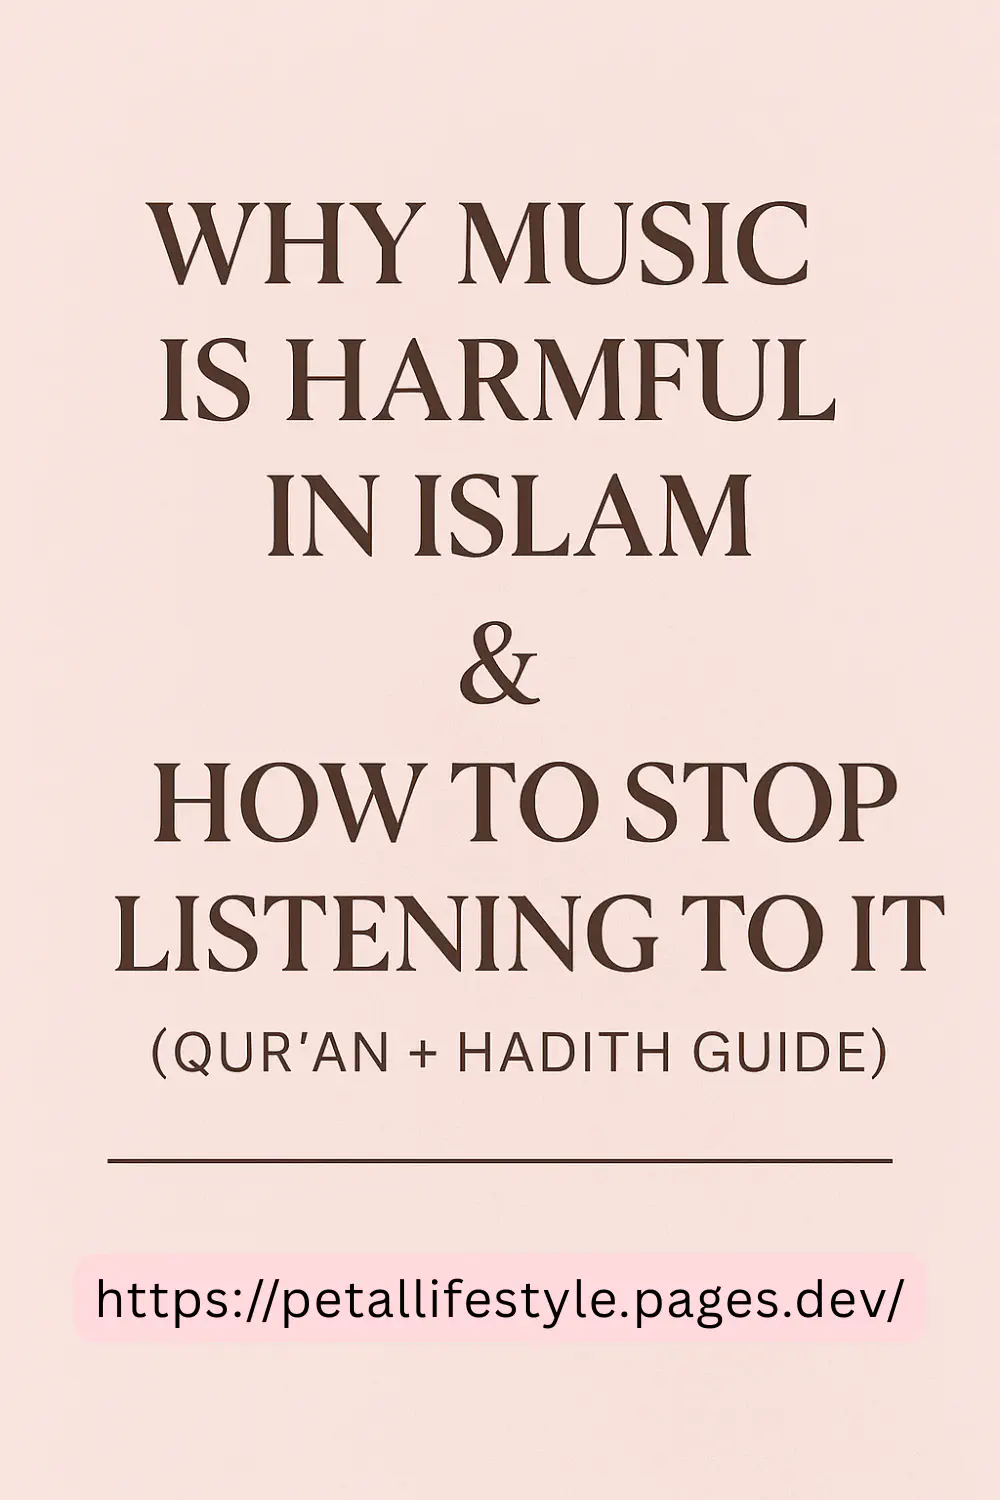 WHY MUSIC
IS HARMFUL
IN ISLAM
&
HOW TO STOP
LISTENING TO IT
(QUR'AN + HADITH GUIDE)
https://petallifestyle.pages.dev/